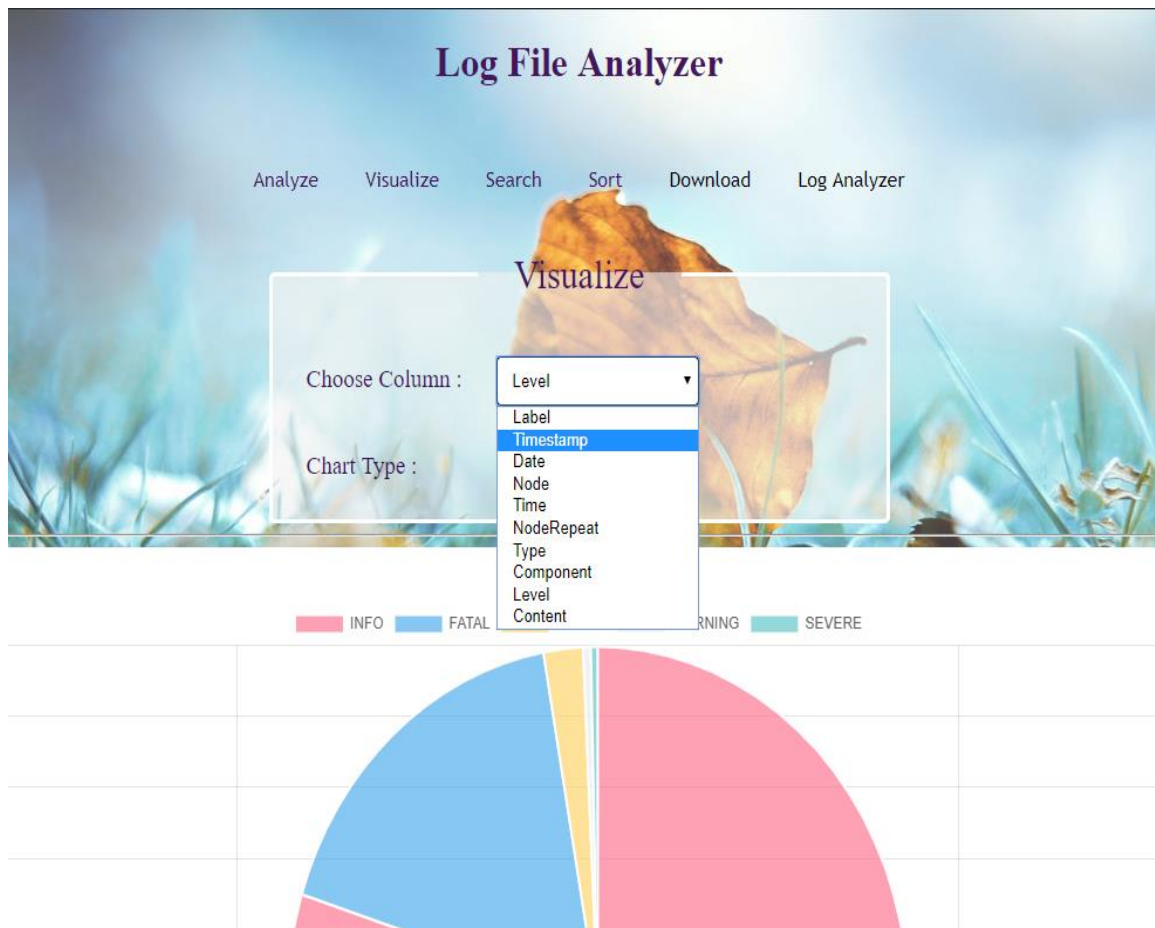 Log File Analyzer
Analyze Visualize Search Sort Download Log Analyzer
Visualize
Choose Column : Level
Label
Timestamp
Date
Node
Time
NodeRepeat
Type
Component
Level
Content
Chart Type :
INFO FATAL RNING SEVERE